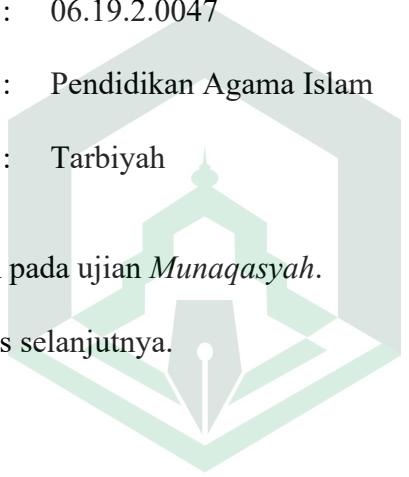 : 06.19.2.0047
: Pendidikan Agama Islam
: Tarbiyah
pada ujian Munaqasyah.
s selanjutnya.